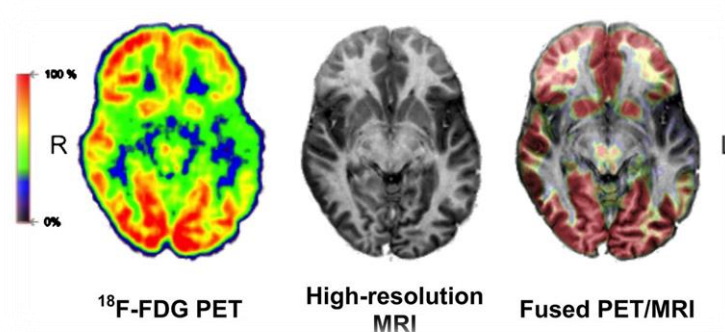 100 %
R
L
0%
¹⁸F-FDG PET
High-resolution
MRI
Fused PET/MRI